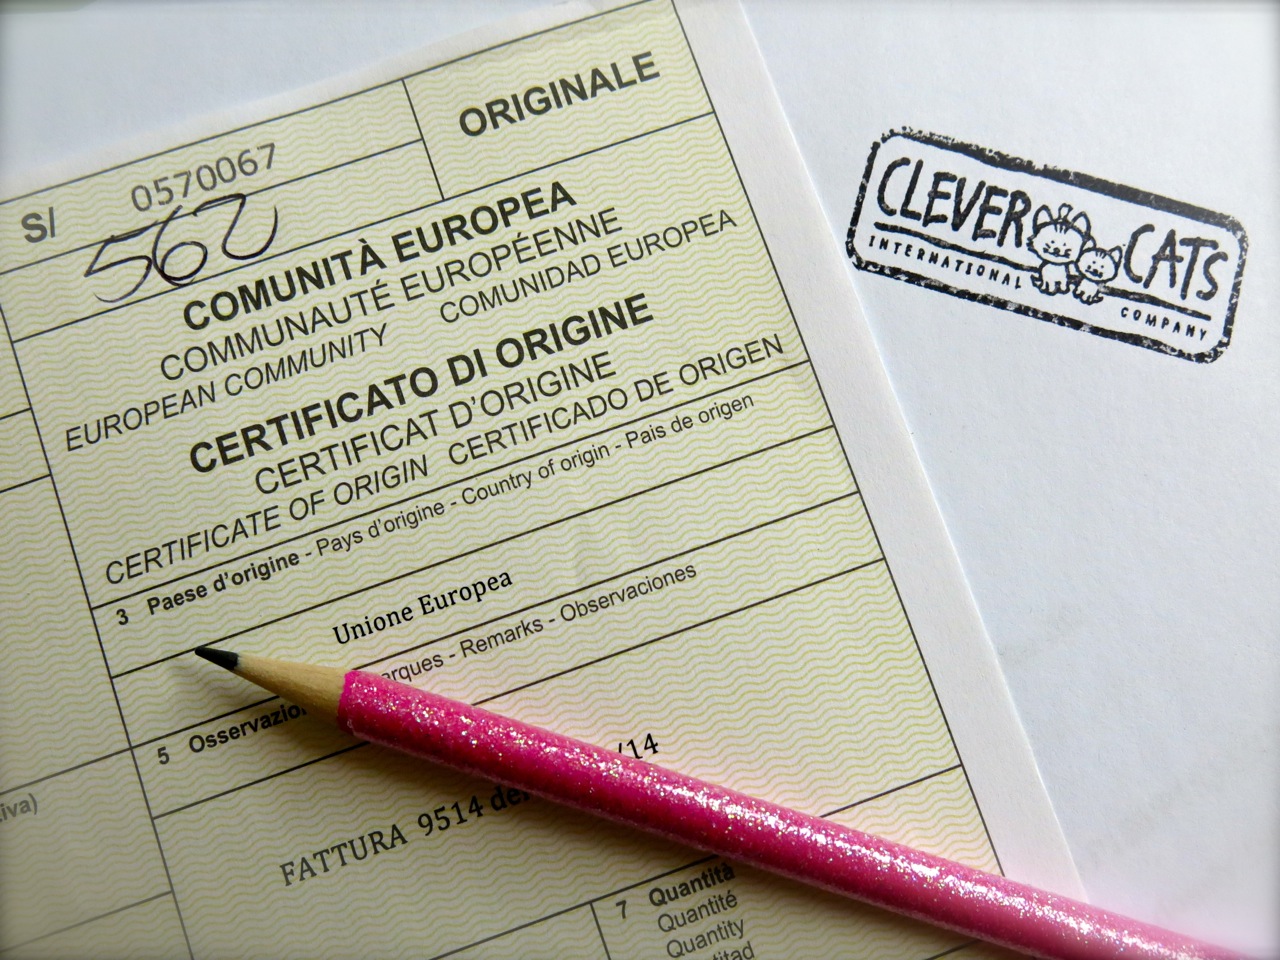 ORIGINALE
S/ 0570067
562
COMUNITÀ EUROPEA
COMMUNAUTÉ EUROPÉENNE
EUROPEAN COMMUNITY COMUNIDAD EUROPEA
CERTIFICATO DI ORIGINE
CERTIFICAT D'ORIGINE
CERTIFICATE OF ORIGIN CERTIFICADO DE ORIGEN
3 Paese d'origine - Pays d'origine - Country of origin - Pais de origen
Unione Europea
5 - Remarks - Observaciones
FATTURA 9514 /14
7 Quantità
Quantité
Quantity
CLEVER CATS
INTERNATIONAL COMPANY